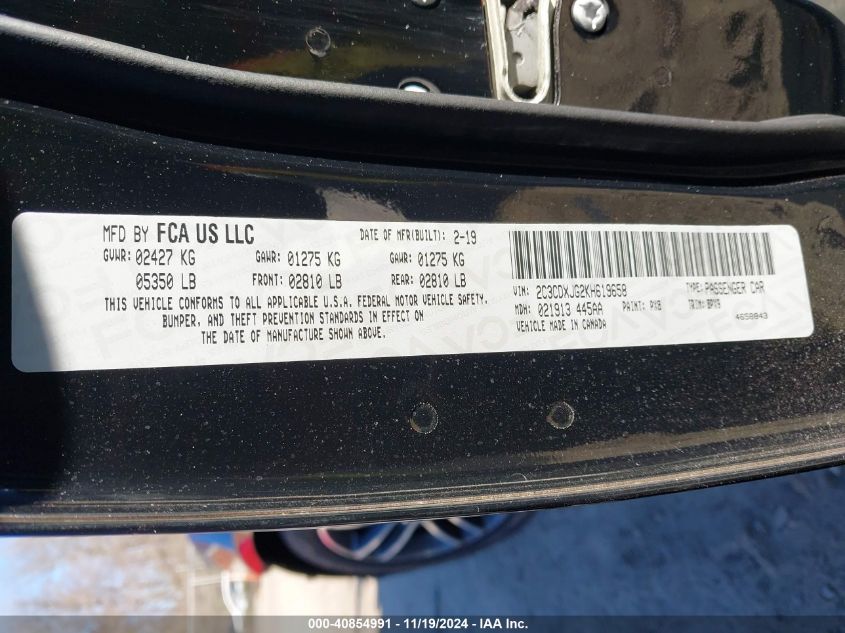 MFD BY FCA US LLC
DATE OF MFR(BUILT): 2-19
GVWR: 02427 KG
GAWR: 01275 KG
GAWR: 01275 KG
05350 LB
FRONT: 02810 LB
REAR: 02810 LB
THIS VEHICLE CONFORMS TO ALL APPLICABLE U.S.A. FEDERAL MOTOR VEHICLE SAFETY,
BUMPER, AND THEFT PREVENTION STANDARDS IN EFFECT ON
THE DATE OF MANUFACTURE SHOWN ABOVE.
VIN: 2C3CDXJG2KH619658
TYPE: PASSENGER CAR
MDH: 021913 445AA
PAINT: PX8
TRIM: BPX9
VEHICLE MADE IN CANADA
4658843
000-40854991 - 11/19/2024 - IAA Inc.